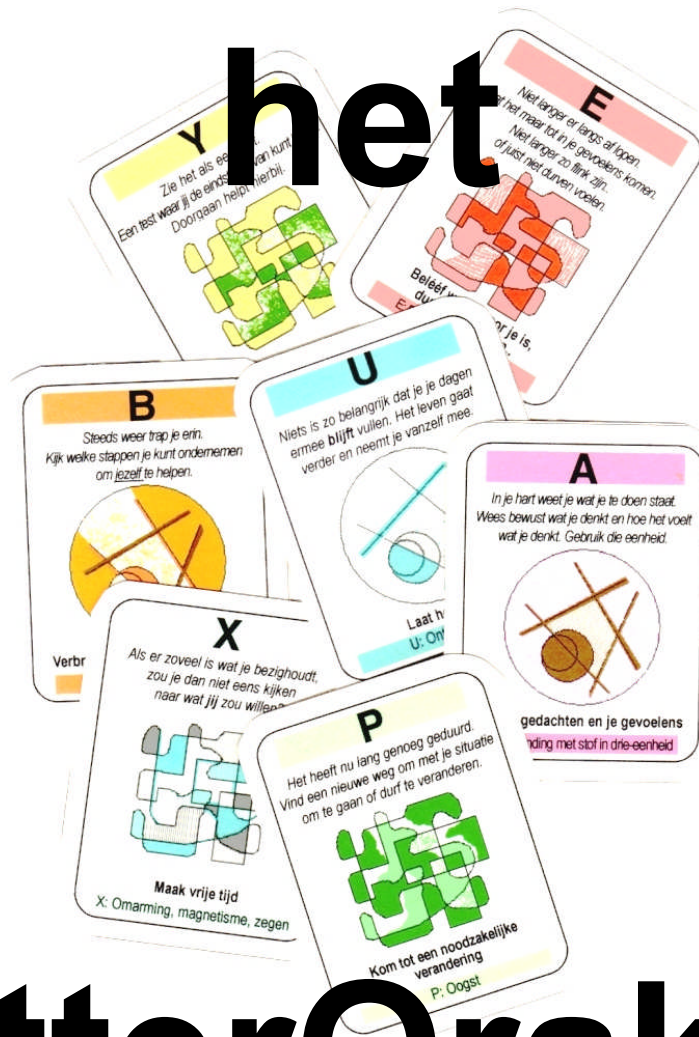 het
Y
Zie het als een
Een test waar jij de eindst van kunt
Doorgaan helpt hierbij.
E
Niet langer er langs af lopen.
het maar tot in je gevoelens komen.
Niet langer zo flink zijn..
of juist niet durven voelen.
Beléef
or je is,
B
Steeds weer trap je erin.
Kijk welke stappen je kunt ondernemen
om jezelf te helpen.
Verbr
U
Niets is zo belangrijk dat je je dagen
ermee blijft vullen. Het leven gaat
verder en neemt je vanzelf mee.
Laat h
U: Ont
A
In je hart weet je wat je te doen staat.
Wees bewust wat je denkt en hoe het voelt
wat je denkt. Gebruik die eenheid.
gedachten en je gevoelens
nding met stof in drie-eenheid
X
Als er zoveel is wat je bezighoudt,
zou je dan niet eens kijken
naar wat jij zou willen?
Maak vrije tijd
X: Omarming, magnetisme, zegen
P
Het heeft nu lang genoeg geduurd.
Vind een nieuwe weg om met je situatie
om te gaan of durf te veranderen.
Kom tot een noodzakelijke
verandering
P: Oogst
tterOrak